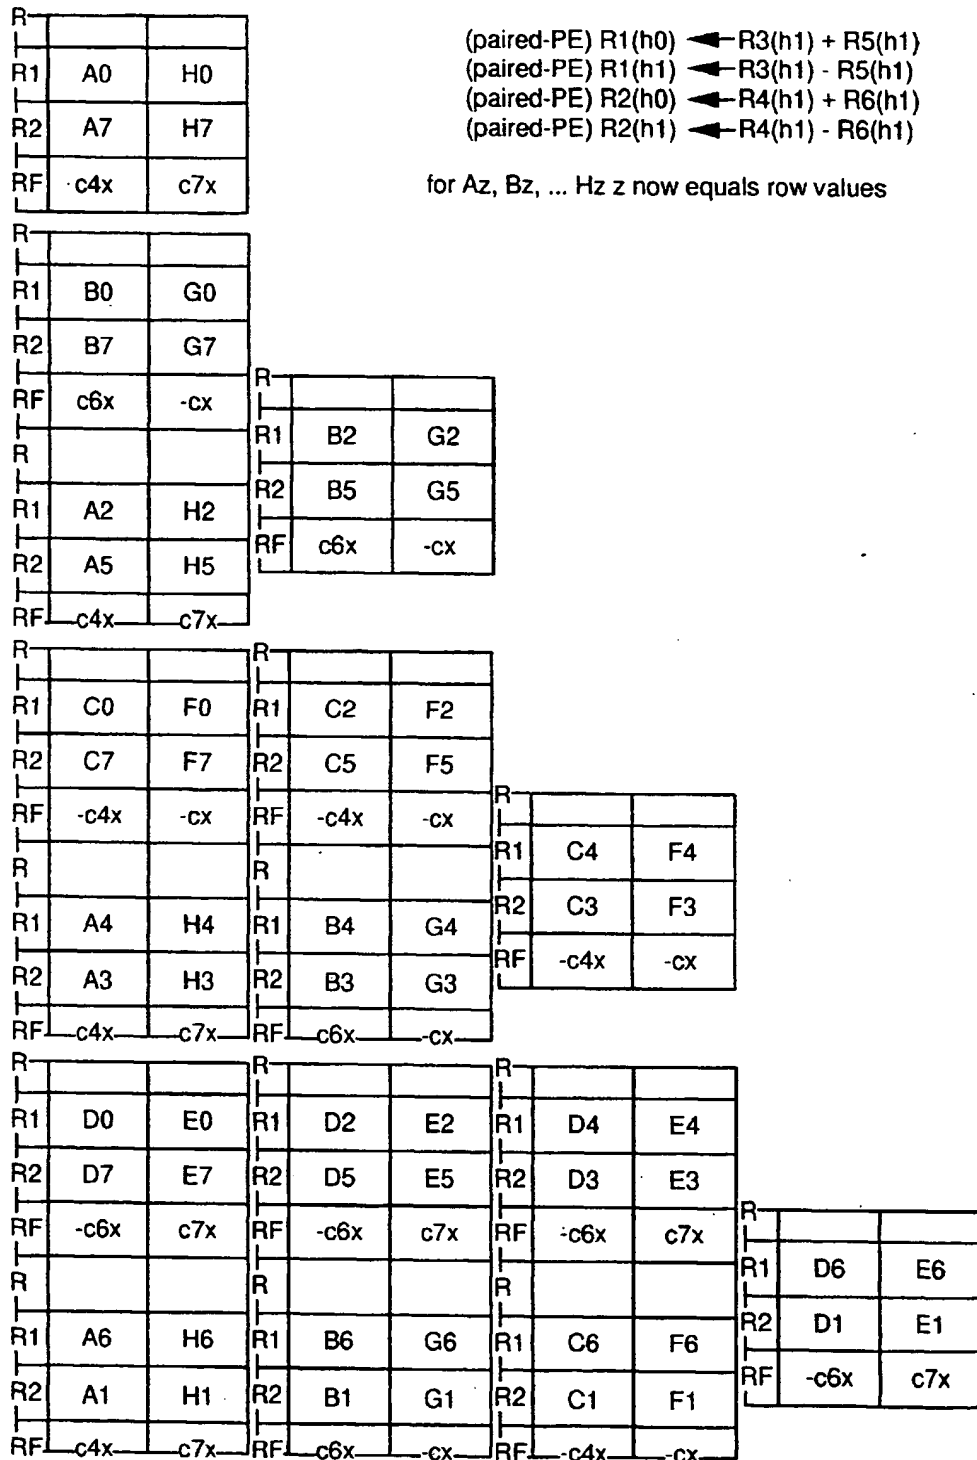 (paired-PE) R1(h0) ◄ R3(h1) + R5(h1)
(paired-PE) R1(h1) ◄ R3(h1) - R5(h1)
(paired-PE) R2(h0) ◄ R4(h1) + R6(h1)
(paired-PE) R2(h1) ◄ R4(h1) - R6(h1)
for Az, Bz, ... Hz z now equals row values
R
R1 A0 H0
R2 A7 H7
RF c4x c7x
R
R1 B0 G0
R2 B7 G7
RF c6x -cx
R
R1 A2 H2
R2 A5 H5
RF c4x c7x
R
R1 B2 G2
R2 B5 G5
RF c6x -cx
R
R1 C0 F0
R2 C7 F7
RF -c4x -cx
R
R1 A4 H4
R2 A3 H3
RF c4x c7x
R
R1 C2 F2
R2 C5 F5
RF -c4x -cx
R
R1 B4 G4
R2 B3 G3
RF c6x -cx
R
R1 C4 F4
R2 C3 F3
RF -c4x -cx
R
R1 D0 E0
R2 D7 E7
RF -c6x c7x
R
R1 A6 H6
R2 A1 H1
RF c4x c7x
R
R1 D2 E2
R2 D5 E5
RF -c6x c7x
R
R1 B6 G6
R2 B1 G1
RF c6x -cx
R
R1 D4 E4
R2 D3 E3
RF -c6x c7x
R
R1 C6 F6
R2 C1 F1
RF -c4x -cx
R
R1 D6 E6
R2 D1 E1
RF -c6x c7x